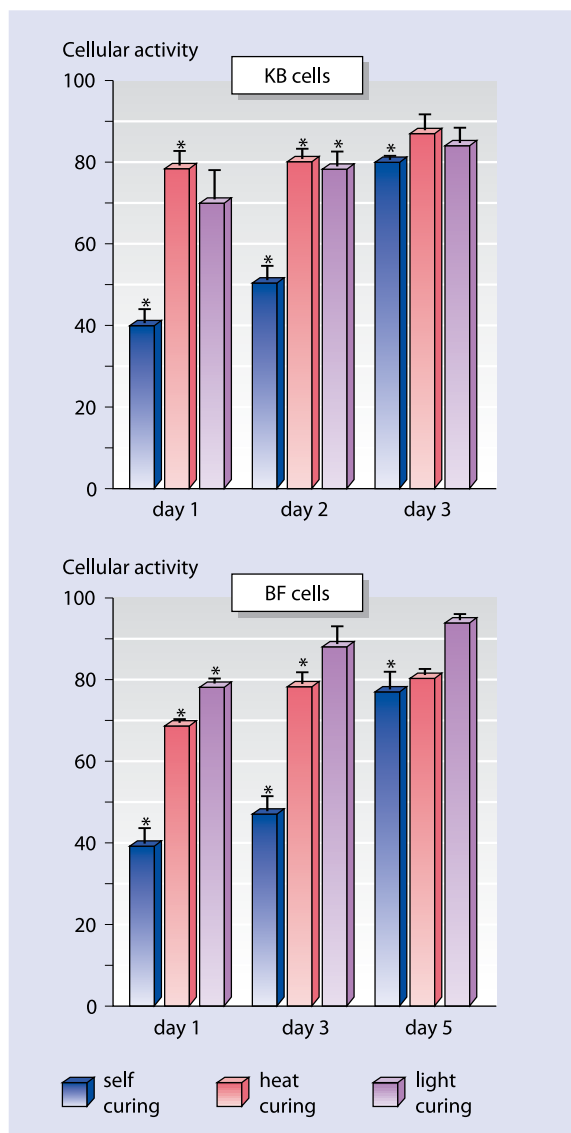 Cellular activity
KB cells
100
80
60
40
20
0
* * * * * *
day 1 day 2 day 3
Cellular activity
BF cells
100
80
60
40
20
0
* * * * * *
day 1 day 3 day 5
self curing
heat curing
light curing